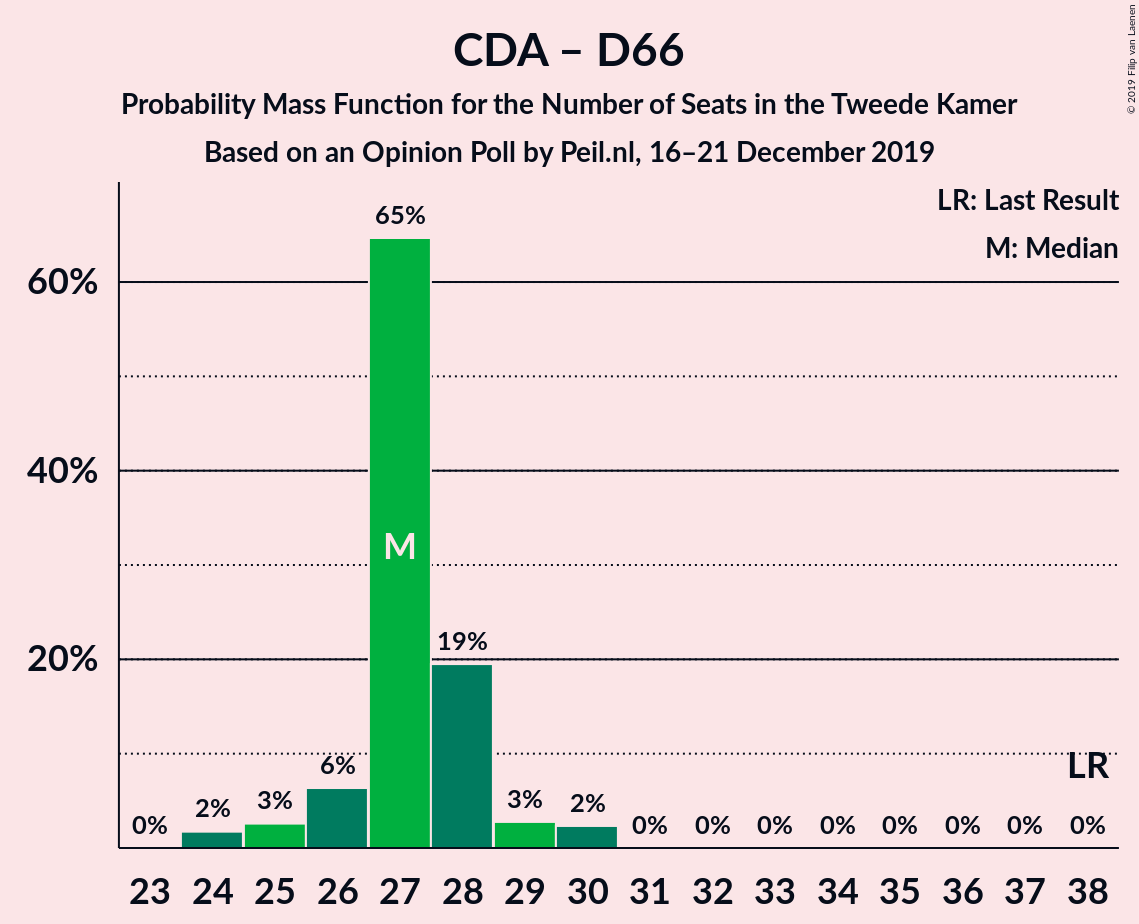 CDA – D66
Probability Mass Function for the Number of Seats in the Tweede Kamer
Based on an Opinion Poll by Peil.nl, 16–21 December 2019
© 2019 Filip van Laenen
LR: Last Result
M: Median
65%
60%
40%
M
19%
20%
LR
6%
0% 2% 3% 3% 2% 0% 0% 0% 0% 0% 0% 0% 0%
23 24 25 26 27 28 29 30 31 32 33 34 35 36 37 38